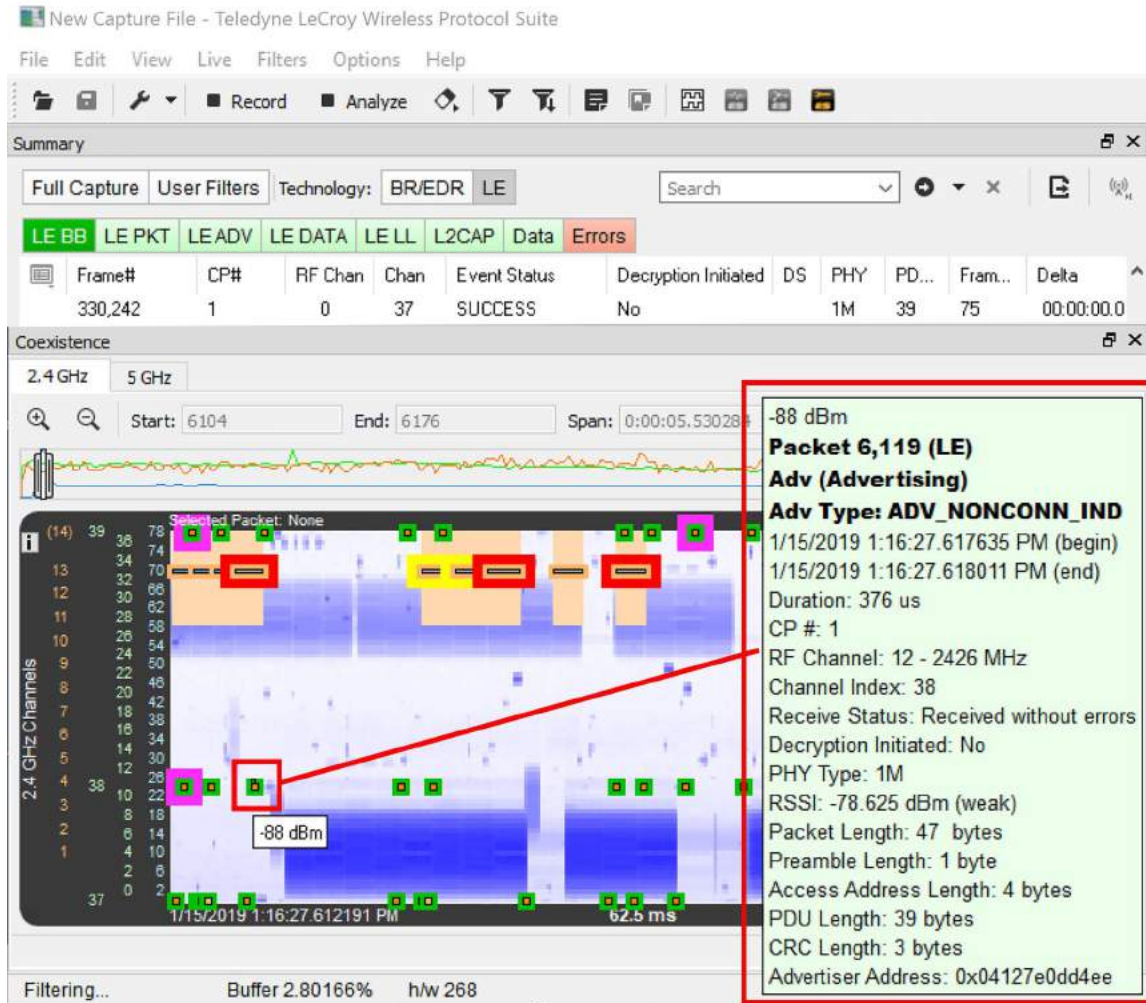 New Capture File - Teledyne LeCroy Wireless Protocol Suite
File Edit View Live Filters Options Help
Record Analyze
Summary
Full Capture User Filters Technology: BR/EDR LE Search
LE BB LE PKT LE ADV LE DATA LE LL L2CAP Data Errors
Frame# CP# RF Chan Chan Event Status Decryption Initiated DS PHY PD... Fram... Delta
330,242 1 0 37 SUCCESS No 1M 39 75 00:00:00.0
Coexistence
2.4 GHz 5 GHz
Start: 6104 End: 6176 Span: 0:00:05.530284
Selected Packet: None
i
2.4 GHz Channels
(14)
13
12
11
10
9
8
7
6
5
4
3
2
1
39
38
37
36
34
32
30
28
26
24
22
20
18
16
14
12
10
8
6
4
2
0
78
74
70
66
62
58
54
50
46
42
38
34
30
26
22
18
14
10
6
2
-88 dBm
1/15/2019 1:16:27.612191 PM 62.5 ms
-88 dBm
Packet 6,119 (LE)
Adv (Advertising)
Adv Type: ADV_NONCONN_IND
1/15/2019 1:16:27.617635 PM (begin)
1/15/2019 1:16:27.618011 PM (end)
Duration: 376 us
CP #: 1
RF Channel: 12 - 2426 MHz
Channel Index: 38
Receive Status: Received without errors
Decryption Initiated: No
PHY Type: 1M
RSSI: -78.625 dBm (weak)
Packet Length: 47 bytes
Preamble Length: 1 byte
Access Address Length: 4 bytes
PDU Length: 39 bytes
CRC Length: 3 bytes
Advertiser Address: 0x04127e0dd4ee
Filtering... Buffer 2.80166% h/w 268